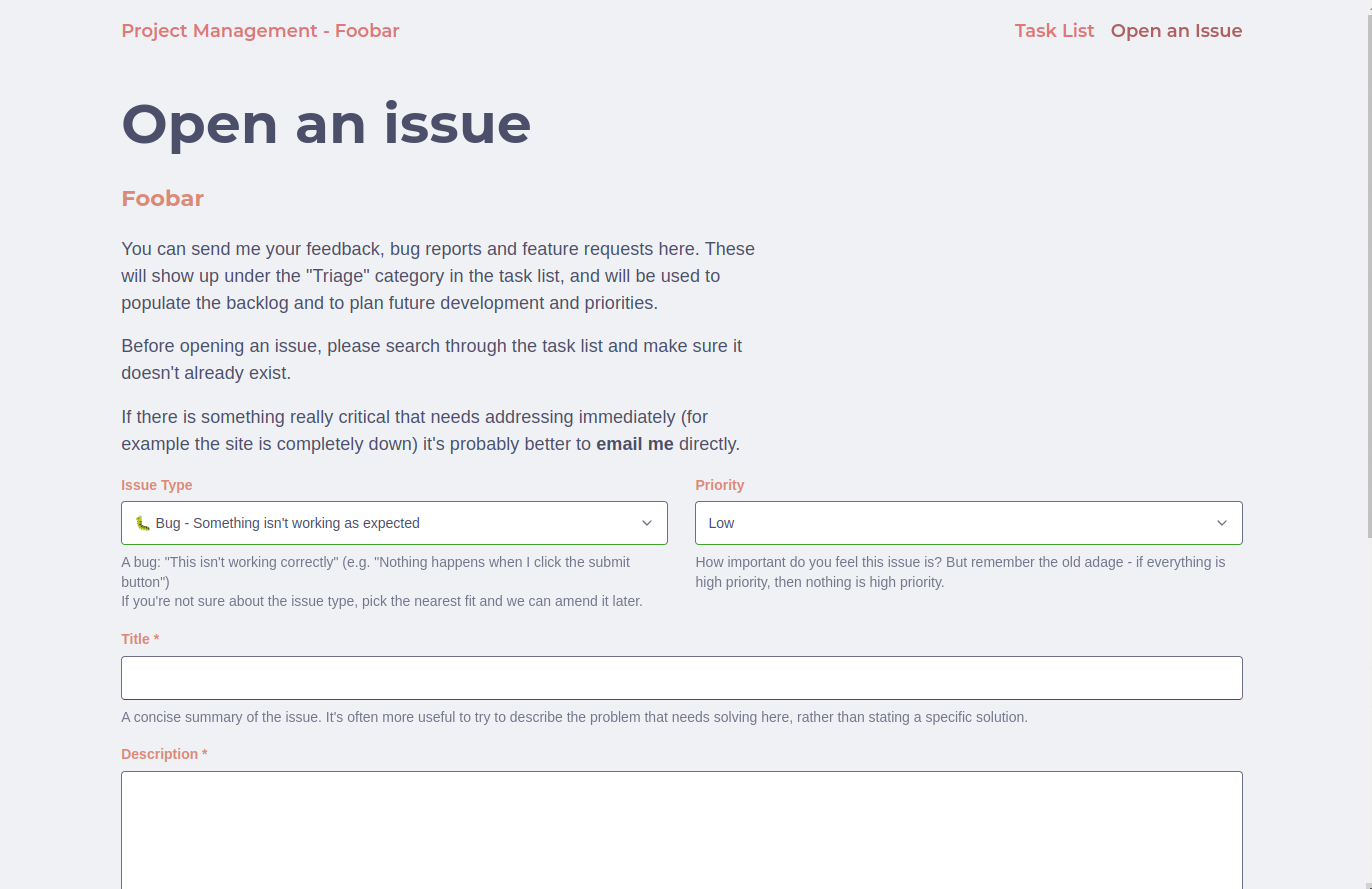 Project Management - Foobar
Task List
Open an Issue
Open an issue
Foobar
You can send me your feedback, bug reports and feature requests here. These
will show up under the "Triage" category in the task list, and will be used to
populate the backlog and to plan future development and priorities.
Before opening an issue, please search through the task list and make sure it
doesn't already exist.
If there is something really critical that needs addressing immediately (for
example the site is completely down) it's probably better to email me directly.
Issue Type
🐛 Bug - Something isn't working as expected
A bug: "This isn't working correctly" (e.g. "Nothing happens when I click the submit
button")
If you're not sure about the issue type, pick the nearest fit and we can amend it later.
Priority
Low
How important do you feel this issue is? But remember the old adage - if everything is
high priority, then nothing is high priority.
Title *
A concise summary of the issue. It's often more useful to try to describe the problem that needs solving here, rather than stating a specific solution.
Description *